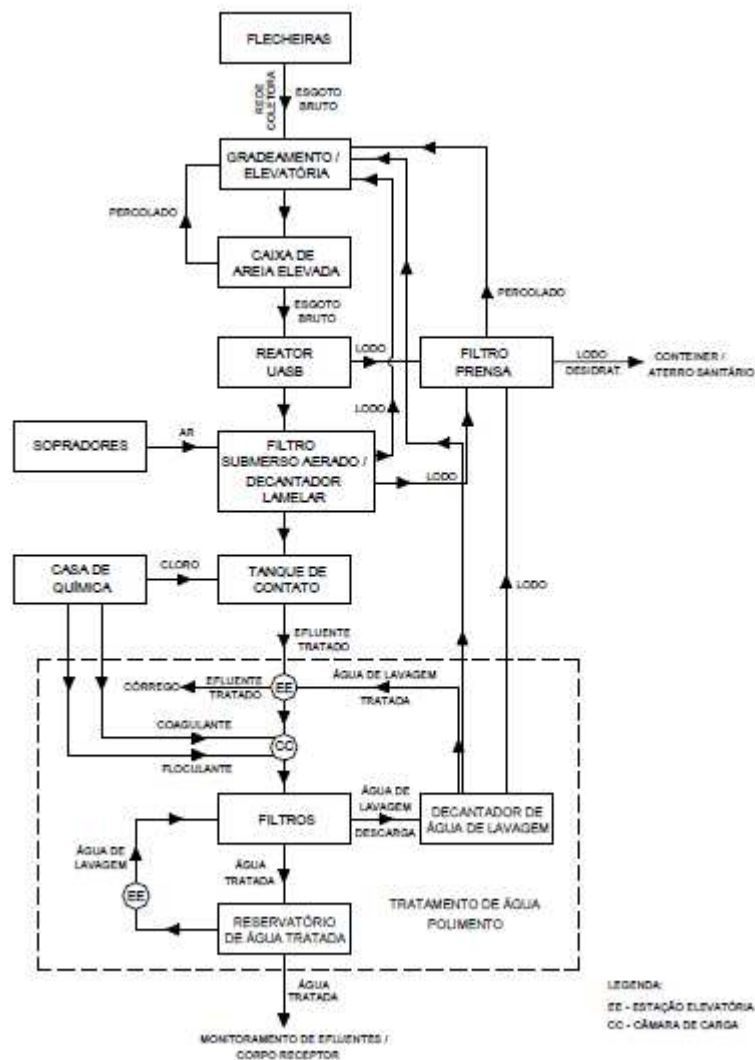 FLECHEIRAS
REDE
COLETORA
ESGOTO
BRUTO
GRADEAMENTO /
ELEVATÓRIA
PERCOLADO
CAIXA DE
AREIA ELEVADA
PERCOLADO
ESGOTO
BRUTO
REATOR
UASB
LODO
FILTRO
PRENSA
LODO
DESIDRAT.
CONTEINER /
ATERRO SANITÁRIO
LODO
SOPRADORES
AR
FILTRO
SUBMERSO AERADO /
DECANTADOR
LAMELAR
LODO
CASA DE
QUÍMICA
CLORO
TANQUE DE
CONTATO
LODO
EFLUENTE
TRATADO
CÓRREGO
EFLUENTE
TRATADO
EE
ÁGUA DE LAVAGEM
TRATADA
COAGULANTE
CC
FLOCULANTE
FILTROS
ÁGUA
DE
LAVAGEM
DESCARGA
DECANTADOR DE
ÁGUA DE LAVAGEM
ÁGUA DE
LAVAGEM
EE
ÁGUA
TRATADA
RESERVATÓRIO
DE ÁGUA TRATADA
TRATAMENTO DE ÁGUA
POLIMENTO
ÁGUA
TRATADA
MONITORAMENTO DE EFLUENTES /
CORPO RECEPTOR
LEGENDA:
EE - ESTAÇÃO ELEVATÓRIA
CC - CÂMARA DE CARGA